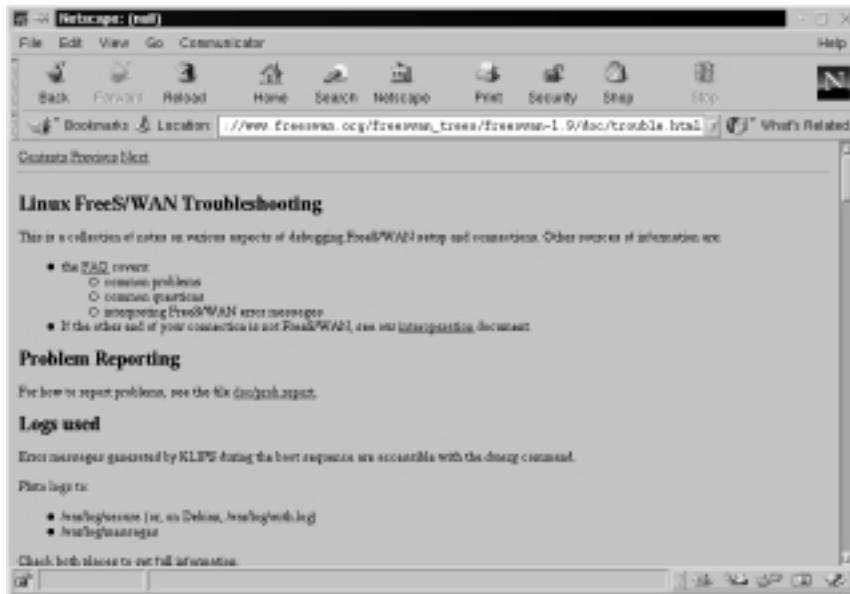 Netscape: (null)
File Edit View Go Communicator Help
Back Forward Reload Home Search Netscape Print Security Shop Stop
Bookmarks Location: ://www.freeswan.org/freeswan_trees/freeswan-1.9/doc/trouble.html What's Related
Contents Previous Next
Linux FreeS/WAN Troubleshooting
This is a collection of notes on various aspects of debugging FreeS/WAN setup and connections. Other sources of information are:
the FAQ covers:
common problems
common questions
interpreting FreeS/WAN error messages
If the other end of your connection is not FreeS/WAN, see our interoperation document.
Problem Reporting
For how to report problems, see the file doc/prob.report.
Logs used
Error messages generated by KLIPS during the boot sequence are accessible with the dmesg command.
Pluto logs to:
/var/log/secure (or, on Debian, /var/log/auth.log)
/var/log/messages
Check both places to get full information.